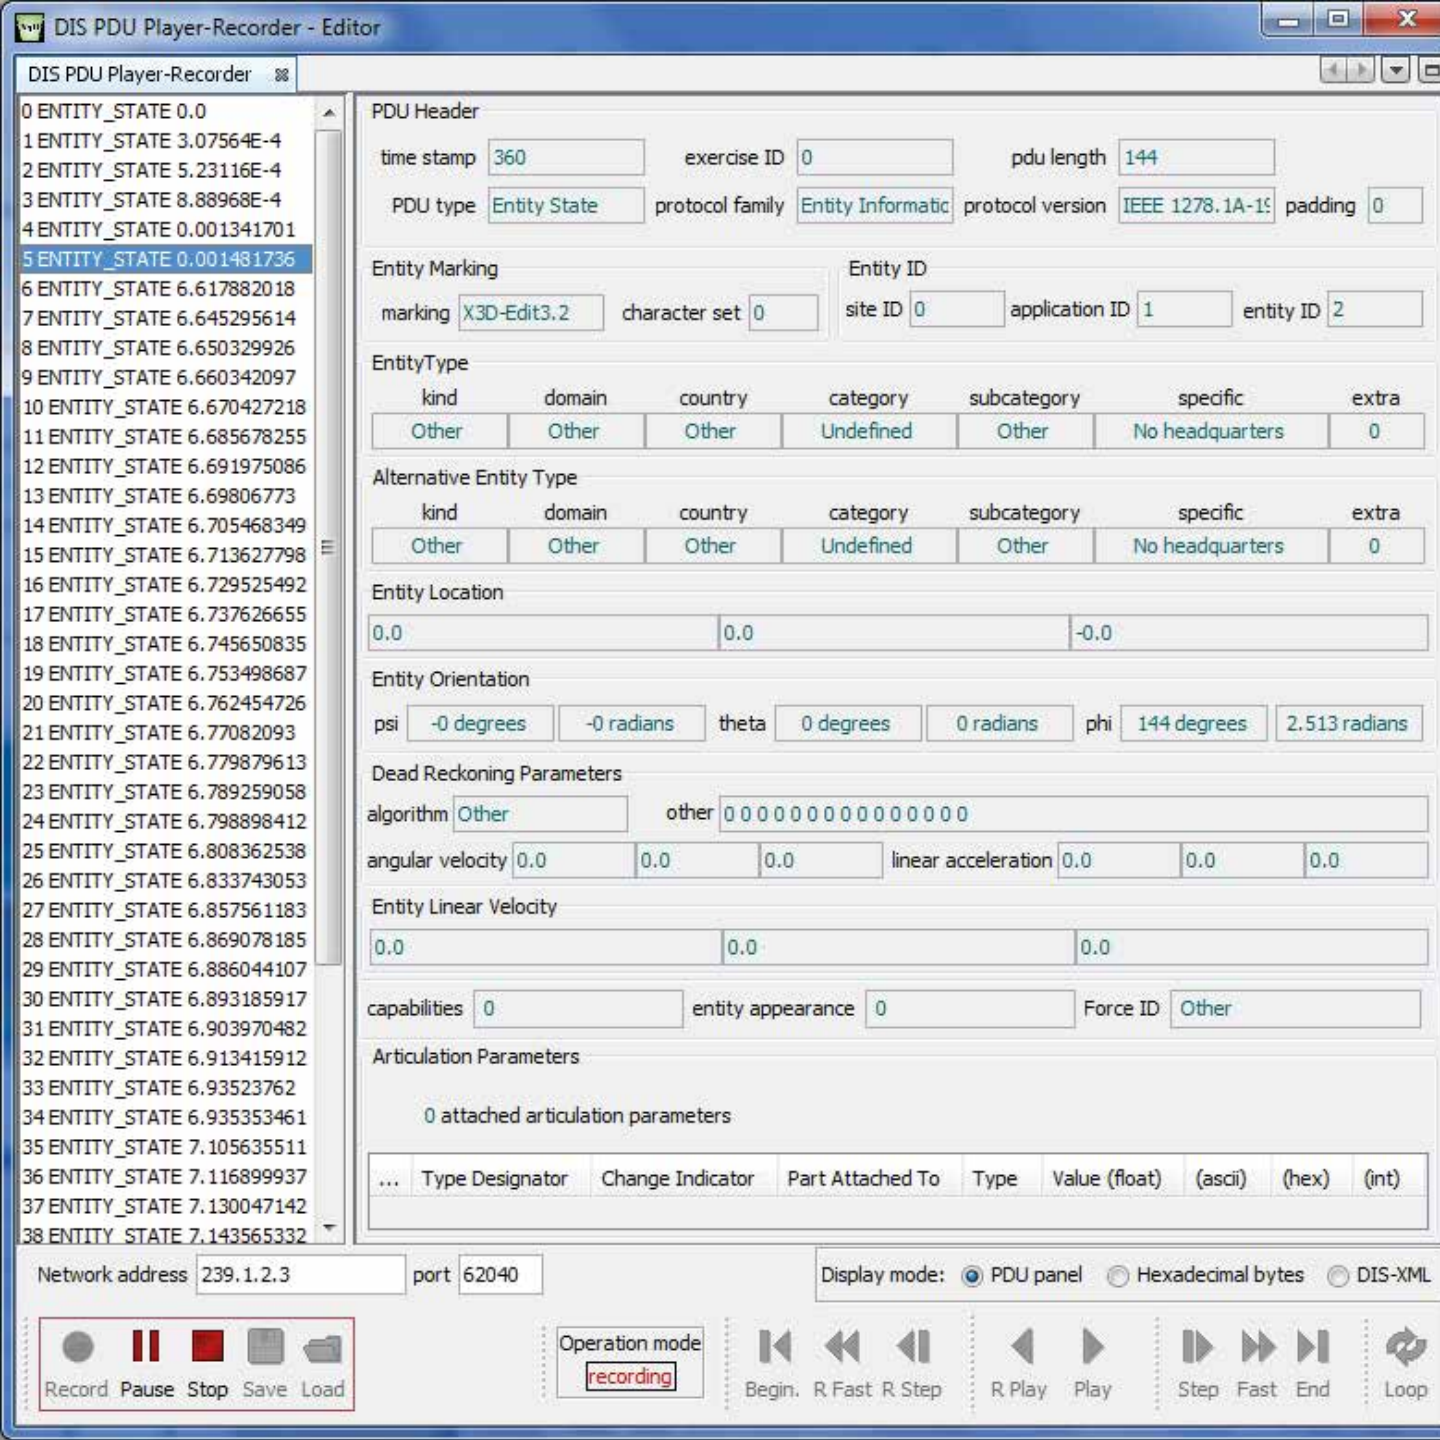 DIS PDU Player-Recorder - Editor
DIS PDU Player-Recorder
0 ENTITY_STATE 0.0
1 ENTITY_STATE 3.07564E-4
2 ENTITY_STATE 5.23116E-4
3 ENTITY_STATE 8.88968E-4
4 ENTITY_STATE 0.001341701
5 ENTITY_STATE 0.001481736
6 ENTITY_STATE 6.617882018
7 ENTITY_STATE 6.645295614
8 ENTITY_STATE 6.650329926
9 ENTITY_STATE 6.660342097
10 ENTITY_STATE 6.670427218
11 ENTITY_STATE 6.685678255
12 ENTITY_STATE 6.691975086
13 ENTITY_STATE 6.69806773
14 ENTITY_STATE 6.705468349
15 ENTITY_STATE 6.713627798
16 ENTITY_STATE 6.729525492
17 ENTITY_STATE 6.737626655
18 ENTITY_STATE 6.745650835
19 ENTITY_STATE 6.753498687
20 ENTITY_STATE 6.762454726
21 ENTITY_STATE 6.77082093
22 ENTITY_STATE 6.779879613
23 ENTITY_STATE 6.789259058
24 ENTITY_STATE 6.798898412
25 ENTITY_STATE 6.808362538
26 ENTITY_STATE 6.833743053
27 ENTITY_STATE 6.857561183
28 ENTITY_STATE 6.869078185
29 ENTITY_STATE 6.886044107
30 ENTITY_STATE 6.893185917
31 ENTITY_STATE 6.903970482
32 ENTITY_STATE 6.913415912
33 ENTITY_STATE 6.93523762
34 ENTITY_STATE 6.935353461
35 ENTITY_STATE 7.105635511
36 ENTITY_STATE 7.116899937
37 ENTITY_STATE 7.130047142
38 ENTITY_STATE 7.143565332
PDU Header
time stamp 360 exercise ID 0 pdu length 144
PDU type Entity State protocol family Entity Informatic protocol version IEEE 1278.1A-19 padding 0
Entity Marking Entity ID
marking X3D-Edit3.2 character set 0 site ID 0 application ID 1 entity ID 2
EntityType
kind domain country category subcategory specific extra
Other Other Other Undefined Other No headquarters 0
Alternative Entity Type
kind domain country category subcategory specific extra
Other Other Other Undefined Other No headquarters 0
Entity Location
0.0 0.0 -0.0
Entity Orientation
psi -0 degrees -0 radians theta 0 degrees 0 radians phi 144 degrees 2.513 radians
Dead Reckoning Parameters
algorithm Other other 0 0 0 0 0 0 0 0 0 0 0 0 0 0 0
angular velocity 0.0 0.0 0.0 linear acceleration 0.0 0.0 0.0
Entity Linear Velocity
0.0 0.0 0.0
capabilities 0 entity appearance 0 Force ID Other
Articulation Parameters
0 attached articulation parameters
... Type Designator Change Indicator Part Attached To Type Value (float) (ascii) (hex) (int)
Network address 239.1.2.3 port 62040 Display mode: PDU panel Hexadecimal bytes DIS-XML
Operation mode
recording
Record Pause Stop Save Load Begin. R Fast R Step R Play Play Step Fast End Loop